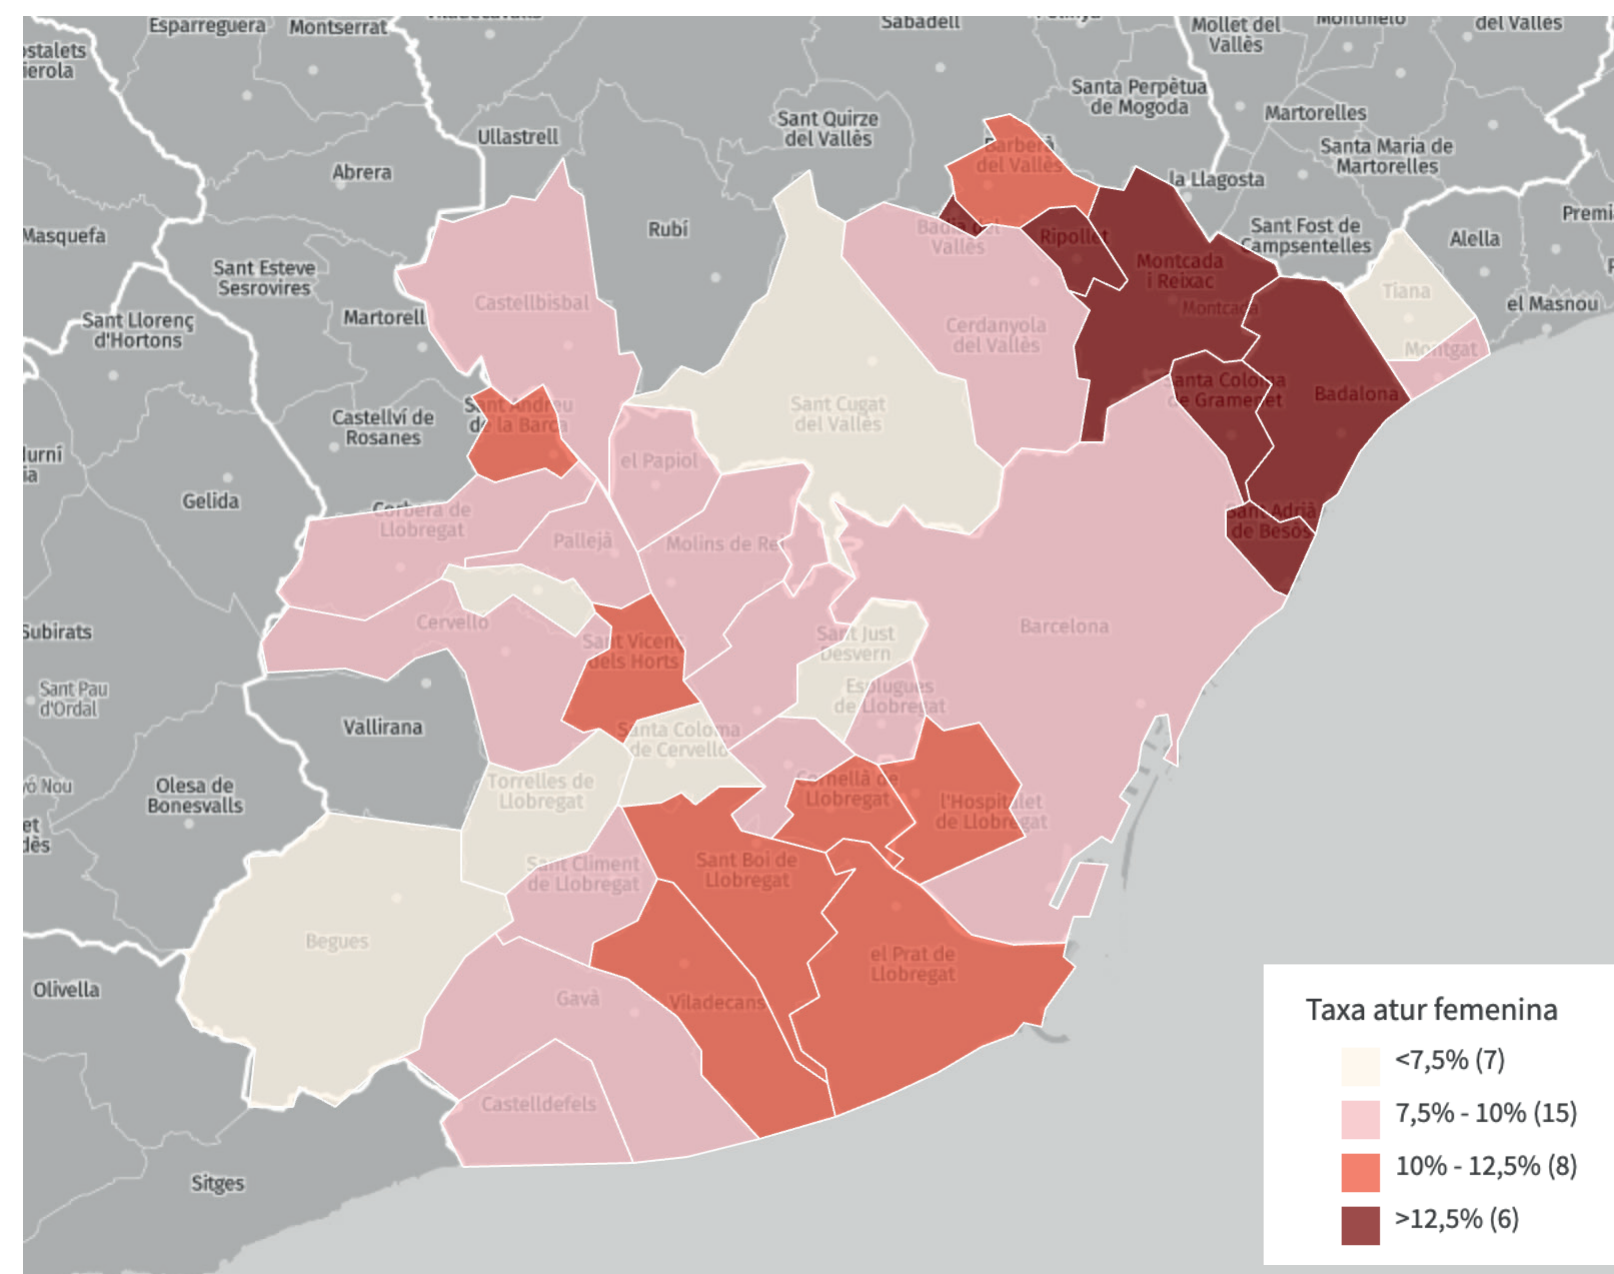 Esparreguera
Montserrat
Sabadell
Mollet del
Vallès
Montmeló
del Vallès
Santa Perpètua
de Mogoda
Sant Quirze
del Vallès
Ullastrell
Abrera
Martorelles
Santa Maria de
Martorelles
Barberà
del Vallès
la Llagosta
Masquefa
Rubí
Badia del
Vallès
Ripollet
Sant Fost de
Campsentelles
Alella
Sant Esteve
Sesrovires
Montcada
i Reixac
Montcada
Tiana
el Masnou
Castellbisbal
Martorell
Sant Llorenç
d'Hortons
Cerdanyola
del Vallès
Montgat
Santa Coloma
de Gramenet
Badalona
Sant Andreu
de la Barca
Castellví de
Rosanes
Sant Cugat
del Vallès
el Papiol
Gelida
Corbera de
Llobregat
Sant Adrià
de Besòs
Pallejà
Molins de Rei
Cervelló
Subirats
Sant Vicenç
dels Horts
Sant Just
Desvern
Barcelona
Sant Pau
d'Ordal
Esplugues
de Llobregat
Vallirana
Santa Coloma
de Cervelló
Olesa de
Bonesvalls
Torrelles de
Llobregat
Cornellà de
Llobregat
l'Hospitalet
de Llobregat
Sant Climent
de Llobregat
Sant Boi de
Llobregat
Begues
el Prat de
Llobregat
Olivella
Gavà
Viladecans
Castelldefels
Sitges
Taxa atur femenina
<7,5% (7)
7,5% - 10% (15)
10% - 12,5% (8)
>12,5% (6)